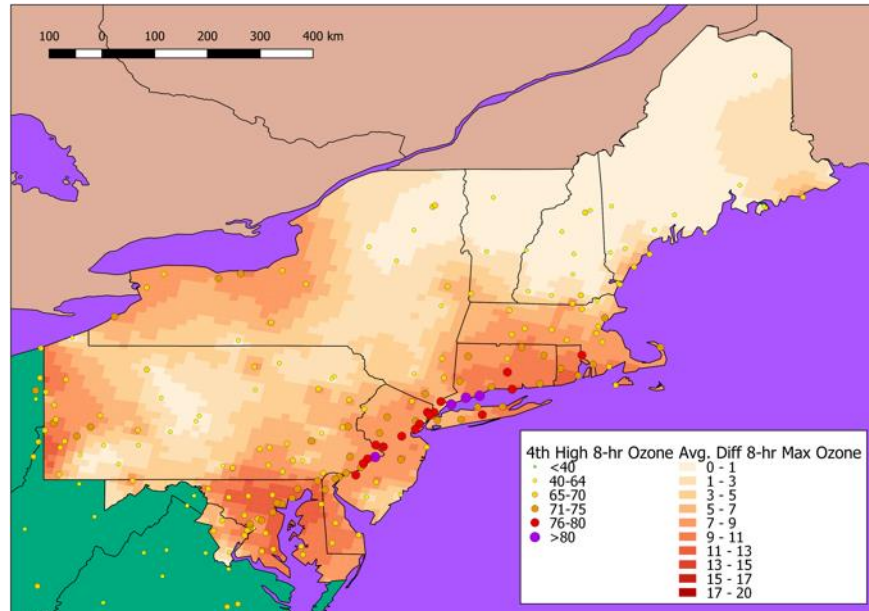 100 0 100 200 300 400 km
4th High 8-hr Ozone
<40
40-64
65-70
71-75
76-80
>80
Avg. Diff 8-hr Max Ozone
0 - 1
1 - 3
3 - 5
5 - 7
7 - 9
9 - 11
11 - 13
13 - 15
15 - 17
17 - 20